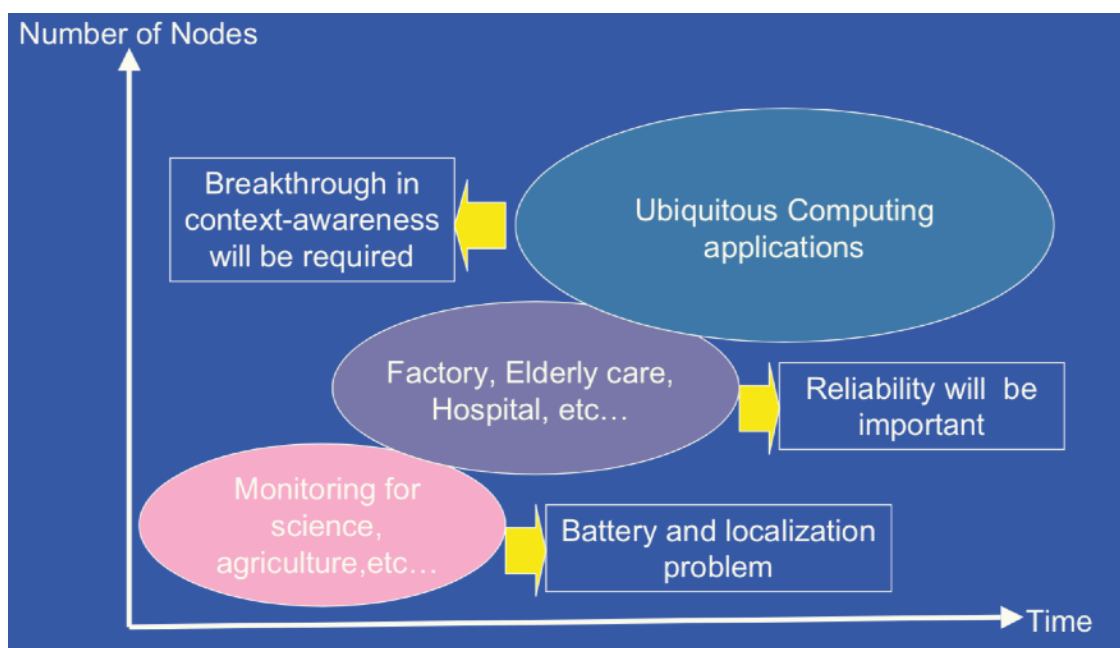 Number of Nodes
Breakthrough in
context-awareness
will be required
Ubiquitous Computing
applications
Factory, Elderly care,
Hospital, etc…
Reliability will be
important
Monitoring for
science,
agriculture,etc…
Battery and localization
problem
Time